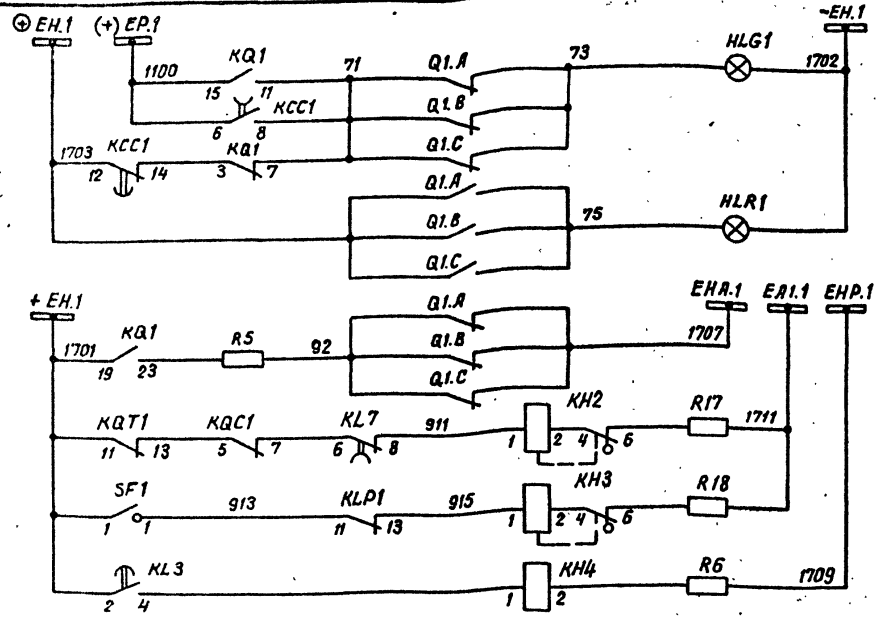 ⊕ EH.1 (+) EP.1 -EH.1
KQ1 71 Q1.A 73 HLG1
1100 15 11 1702
KCC1 Q1.B
6 8
1703 KCC1 KQ1 Q1.C
12 14 3 7
Q1.A
Q1.B 75 HLR1
Q1.C
+ EH.1 EHA.1 EA1.1 EHP.1
Q1.A
1701 KQ1 R5 92 Q1.B 1707
19 23
Q1.C
KQT1 KQC1 KL7 911 KH2 R17 1711
11 13 5 7 6 8 1 2 4 6
SF1 913 KLP1 915 KH3 R18
1 1 11 13 1 2 4 6
KL3 KH4 R6 1709
2 4 1 2